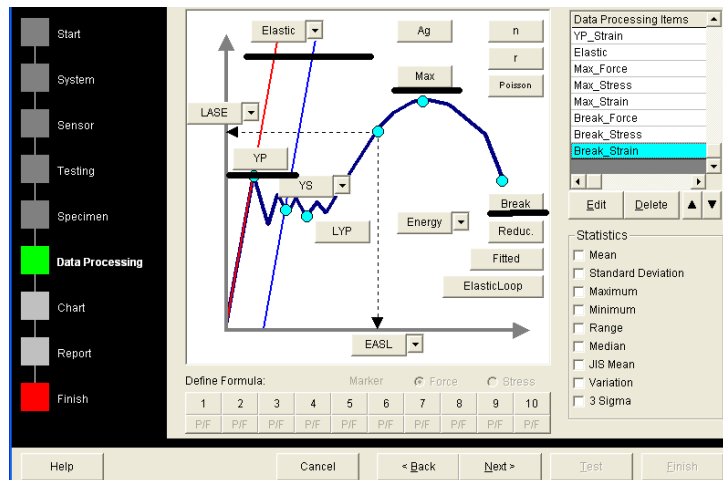 Start
System
Sensor
Testing
Specimen
Data Processing
Chart
Report
Finish
Elastic
Ag
n
r
Max
Poisson
LASE
YP
YS
Break
LYP
Energy
Reduc.
Fitted
ElasticLoop
EASL
Data Processing Items
YP_Strain
Elastic
Max_Force
Max_Stress
Max_Strain
Break_Force
Break_Stress
Break_Strain
Edit Delete
Statistics
Mean
Standard Deviation
Maximum
Minimum
Range
Median
JIS Mean
Variation
3 Sigma
Define Formula: Marker Force Stress
1 2 3 4 5 6 7 8 9 10
P/F P/F P/F P/F P/F P/F P/F P/F P/F P/F
Help Cancel < Back Next > Test Finish